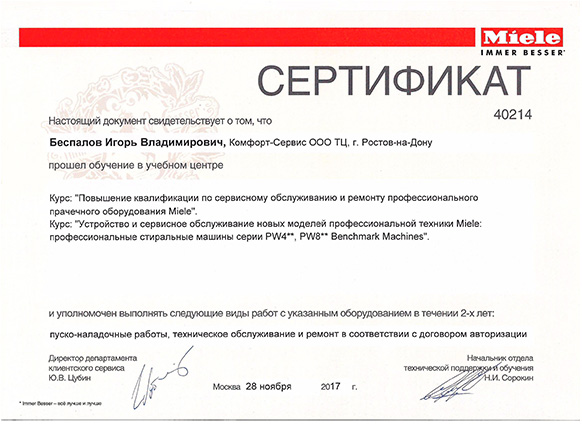 Miele
IMMER BESSER*
СЕРТИФИКАТ
40214
Настоящий документ свидетельствует о том, что
Беспалов Игорь Владимирович, Комфорт-Сервис ООО ТЦ, г. Ростов-на-Дону
прошел обучение в учебном центре
Курс: "Повышение квалификации по сервисному обслуживанию и ремонту профессионального
прачечного оборудования Miele".
Курс: "Устройство и сервисное обслуживание новых моделей профессиональной техники Miele:
профессиональные стиральные машины серии PW4**, PW8** Benchmark Machines".
и уполномочен выполнять следующие виды работ с указанным оборудованием в течении 2-х лет:
пуско-наладочные работы, техническое обслуживание и ремонт в соответствии с договором авторизации
Директор департамента
клиентского сервиса
Ю.В. Цубин
Начальник отдела
технической поддержки и обучения
Н.И. Сорокин
Москва 28 ноября 2017 г.
* Immer Besser – всё лучше и лучше